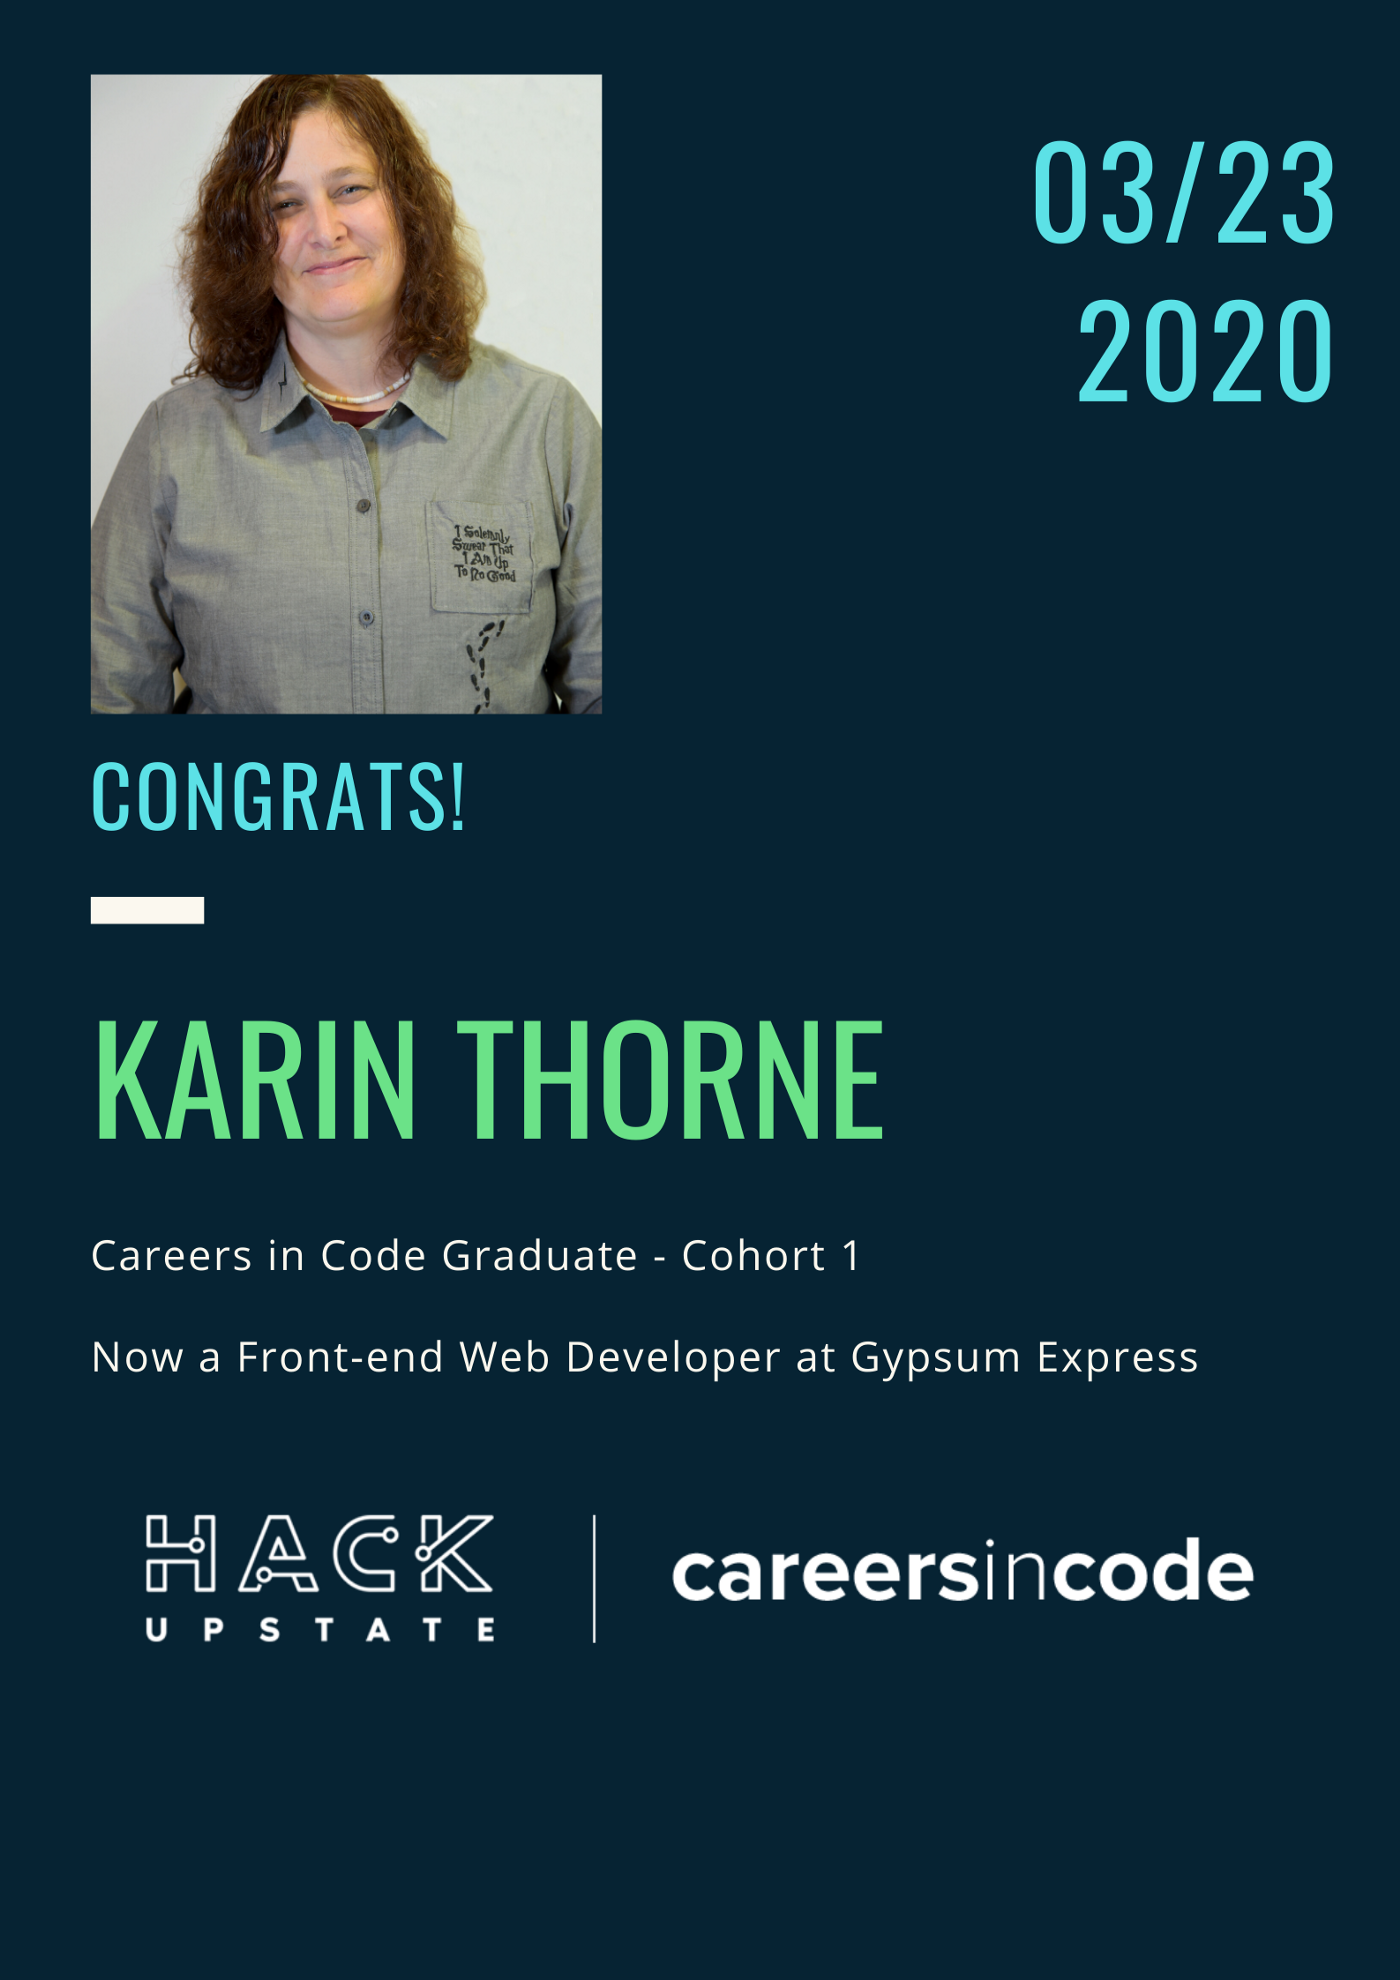 03/23
2020
I Solemnly
Swear That
I Am Up
To No Good
CONGRATS!
KARIN THORNE
Careers in Code Graduate - Cohort 1
Now a Front-end Web Developer at Gypsum Express
HACK
UPSTATE
careersincode